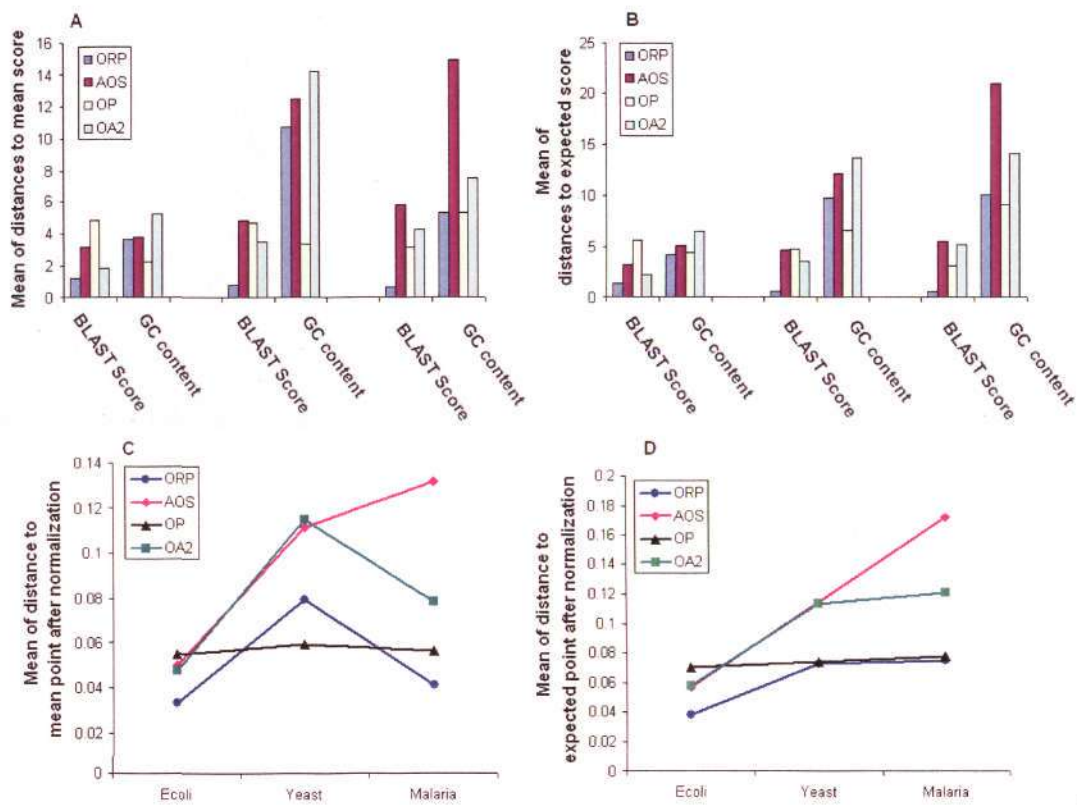 A
Mean of distances to mean score
16
14
12
10
8
6
4
2
0
ORP
AOS
OP
OA2
BLAST Score
GC content
BLAST Score
GC content
BLAST Score
GC content
B
Mean of
distances to expected score
25
20
15
10
5
0
ORP
AOS
OP
OA2
BLAST Score
GC content
BLAST Score
GC content
BLAST Score
GC content
C
Mean of distance to
mean point after normalization
0.14
0.12
0.1
0.08
0.06
0.04
0.02
0
ORP
AOS
OP
OA2
Ecoli
Yeast
Malaria
D
Mean of distance to
expected point after normalization
0.2
0.18
0.16
0.14
0.12
0.1
0.08
0.06
0.04
0.02
0
ORP
AOS
OP
OA2
Ecoli
Yeast
Malaria